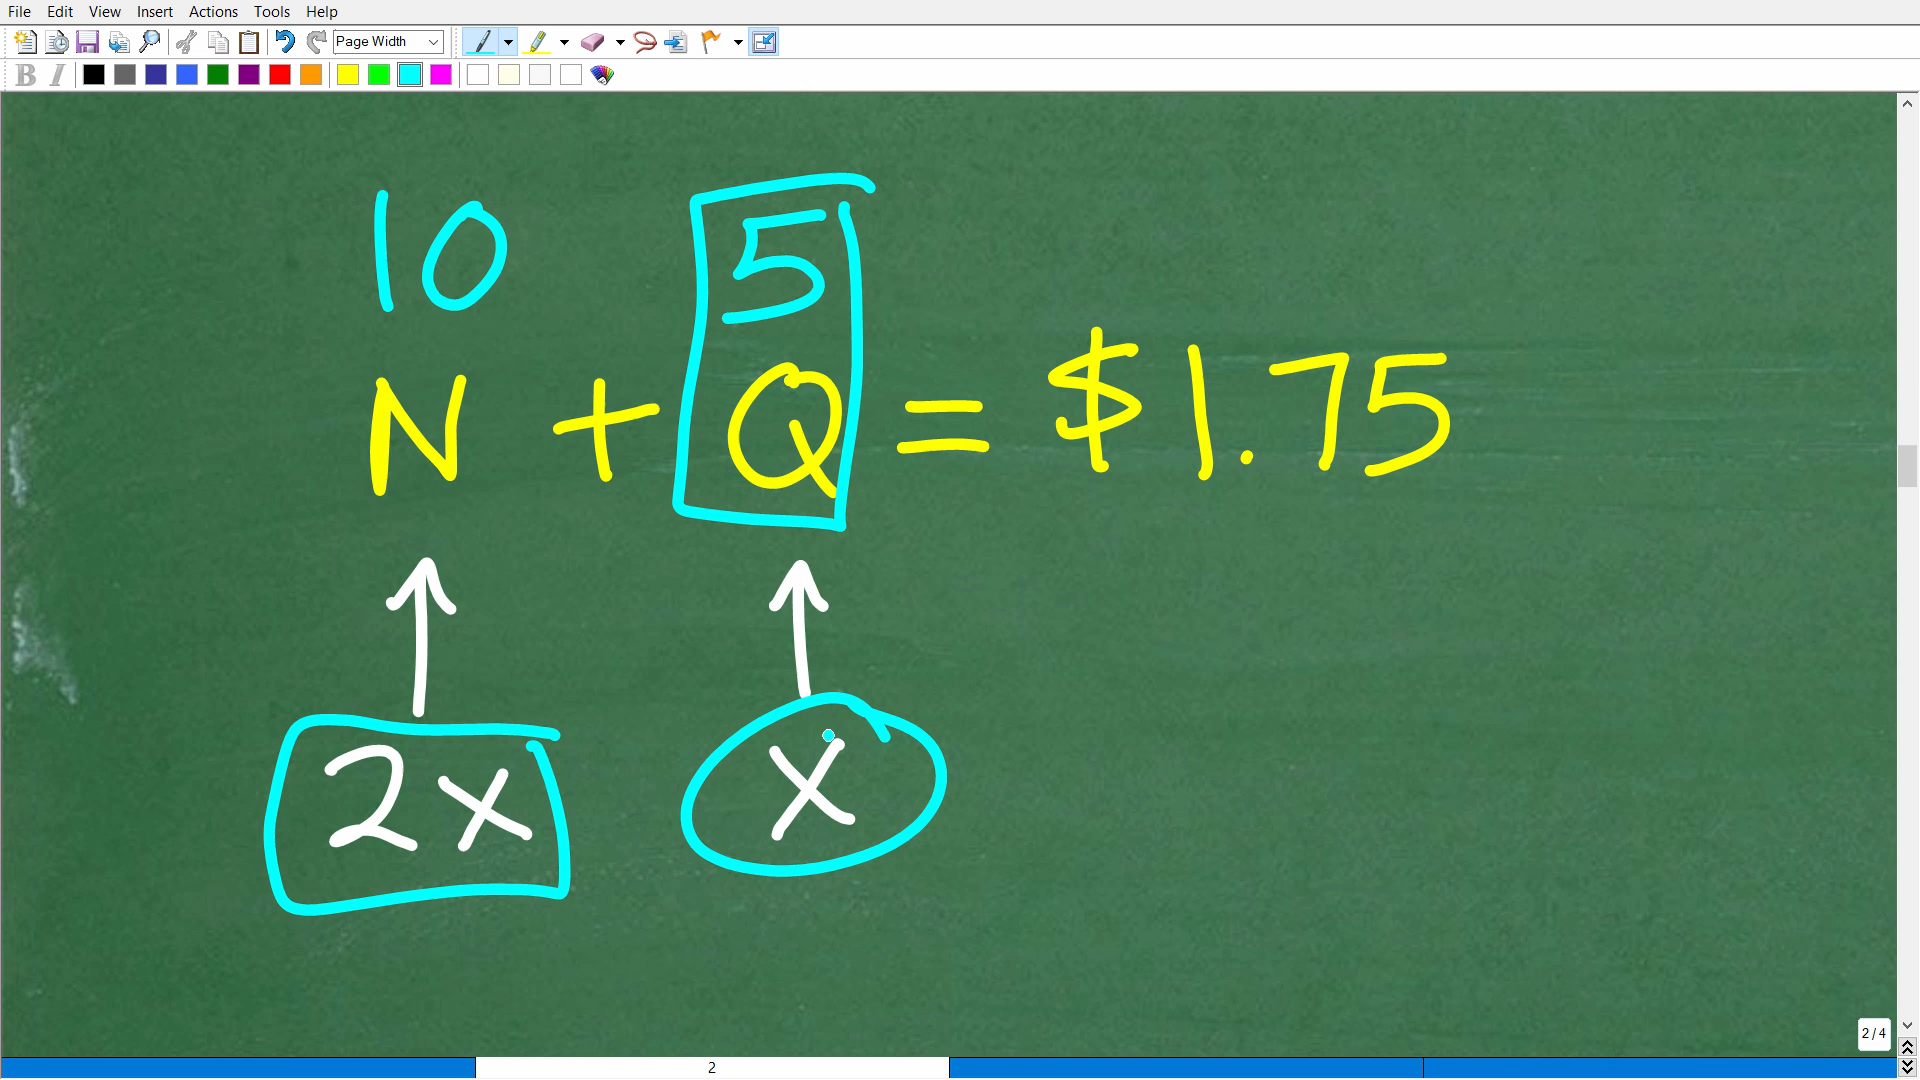 File Edit View Insert Actions Tools Help
Page Width
B I
10 5
N + Q = $1.75
2x x
2 / 4
2